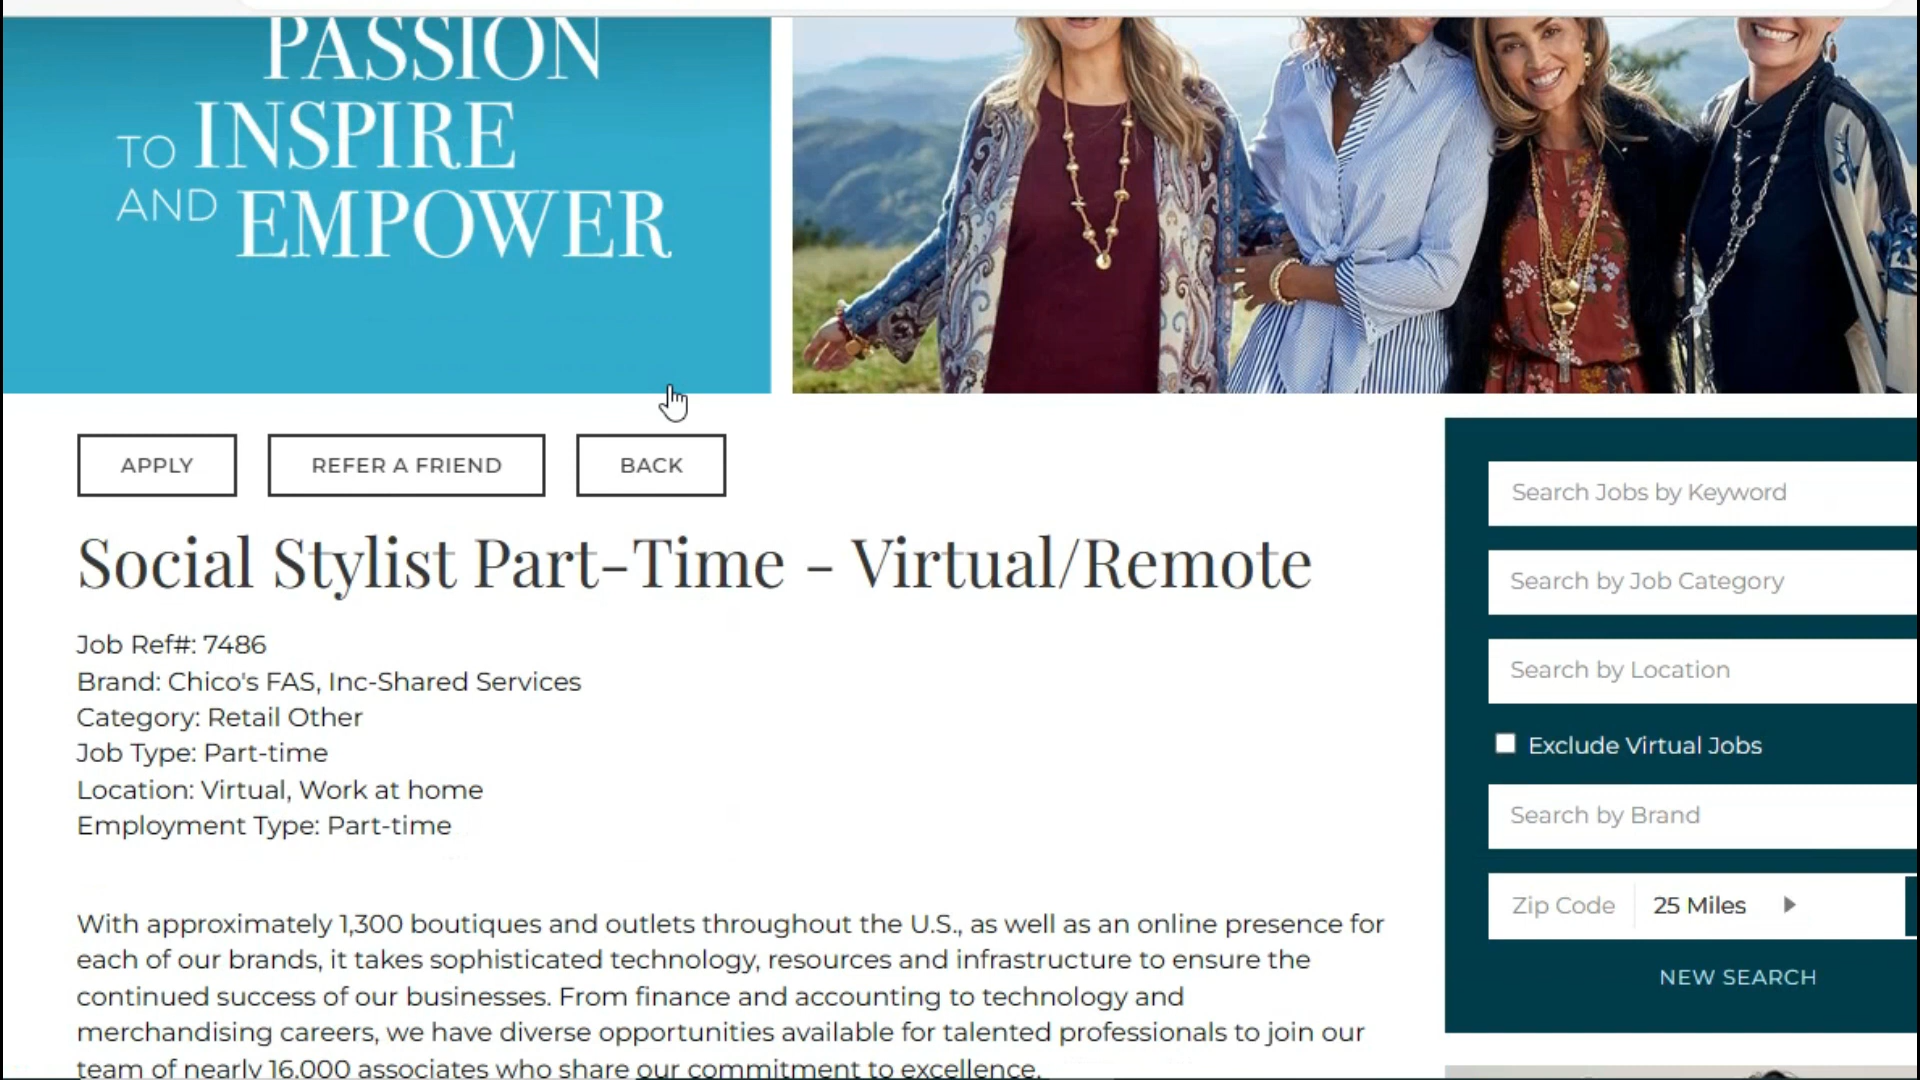 PASSION
TO INSPIRE
AND EMPOWER
APPLY
REFER A FRIEND
BACK
Social Stylist Part-Time - Virtual/Remote
Job Ref#: 7486
Brand: Chico's FAS, Inc-Shared Services
Category: Retail Other
Job Type: Part-time
Location: Virtual, Work at home
Employment Type: Part-time
With approximately 1,300 boutiques and outlets throughout the U.S., as well as an online presence for
each of our brands, it takes sophisticated technology, resources and infrastructure to ensure the
continued success of our businesses. From finance and accounting to technology and
merchandising careers, we have diverse opportunities available for talented professionals to join our
team of nearly 16,000 associates who share our commitment to excellence.
Search Jobs by Keyword
Search by Job Category
Search by Location
Exclude Virtual Jobs
Search by Brand
Zip Code 25 Miles
NEW SEARCH